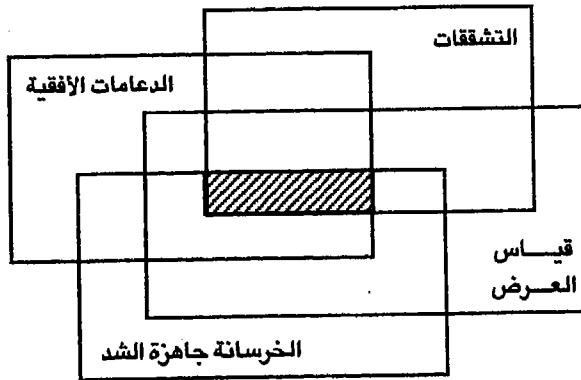 التشققات
الدعامات الأفقية
قيـــاس
العـــرض
الخرسانة جاهزة الشد